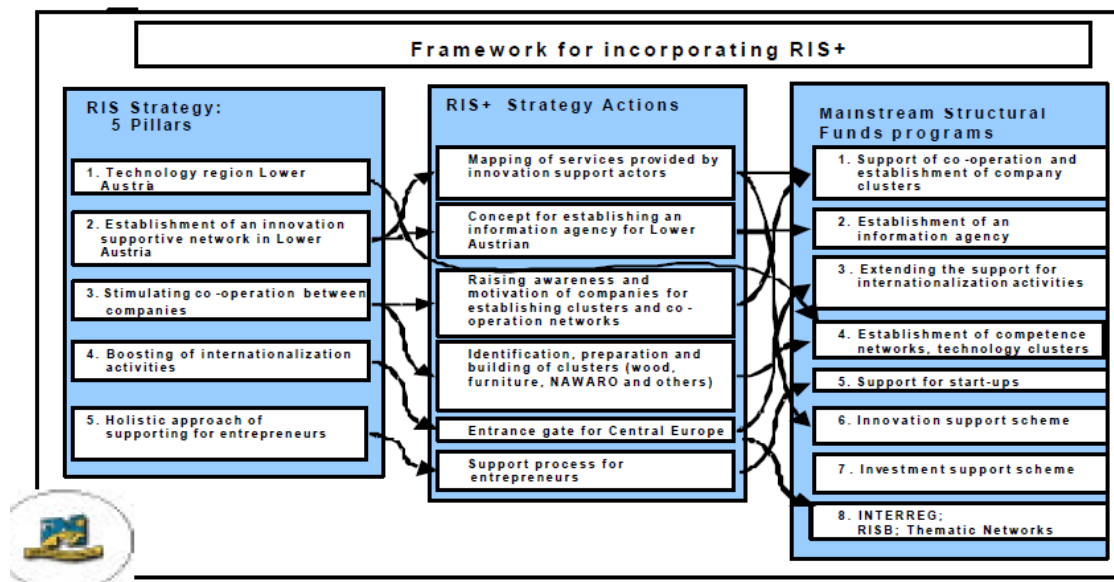 Framework for incorporating RIS+
RIS Strategy:
5 Pillars
1. Technology region Lower
Austria
2. Establishment of an innovation
supportive network in Lower
Austria
3. Stimulating co-operation between
companies
4. Boosting of internationalization
activities
5. Holistic approach of
supporting for entrepreneurs
RIS+ Strategy Actions
Mapping of services provided by
innovation support actors
Concept for establishing an
information agency for Lower
Austrian
Raising awareness and
motivation of companies for
establishing clusters and co-
operation networks
Identification, preparation and
building of clusters (wood,
furniture, NAWARO and others)
Entrance gate for Central Europe
Support process for
entrepreneurs
Mainstream Structural
Funds programs
1. Support of co-operation and
establishment of company
clusters
2. Establishment of an
information agency
3. Extending the support for
internationalization activities
4. Establishment of competence
networks, technology clusters
5. Support for start-ups
6. Innovation support scheme
7. Investment support scheme
8. INTERREG;
RISB; Thematic Networks